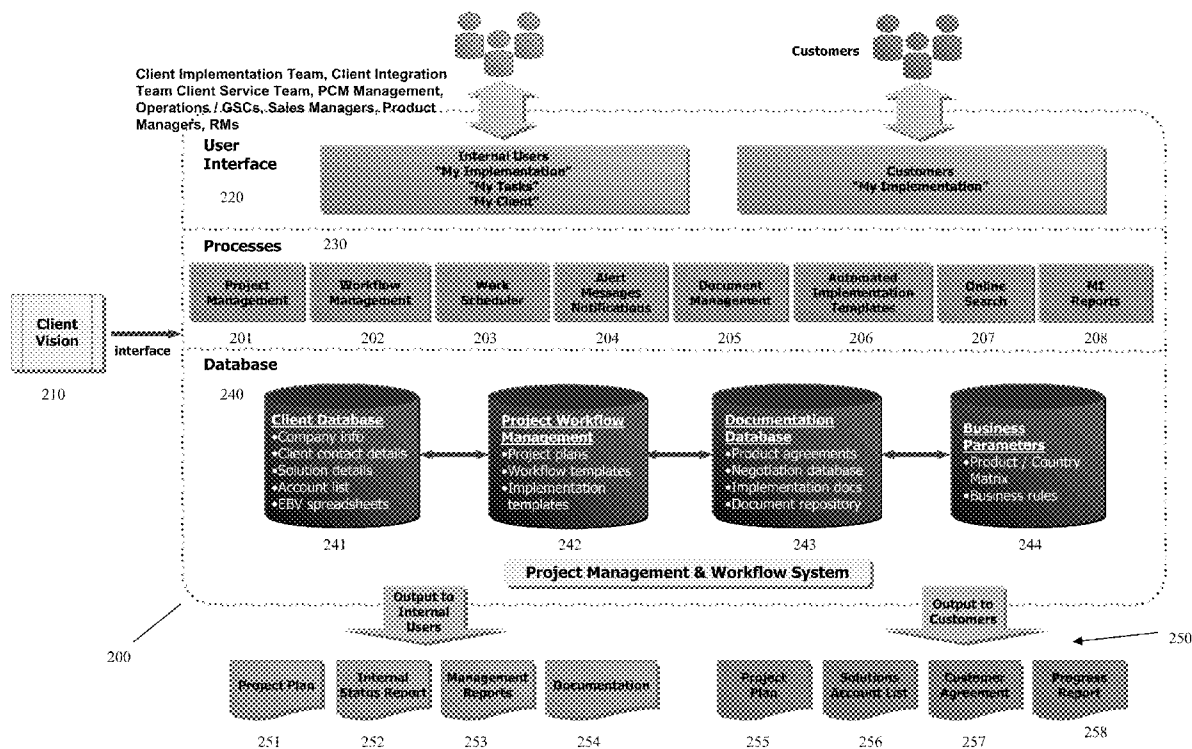 Customers
Client Implementation Team, Client Integration
Team Client Service Team, PCM Management,
Operations / GSCs, Sales Managers, Product
Managers, RMs
User
Interface
220
Internal Users
"My Implementation"
"My Tasks"
"My Client"
Customers
"My Implementation"
Processes
230
Project
Management
Workflow
Management
Work
Scheduler
Alert
Messages
Notifications
Document
Management
Automated
Implementation
Templates
Online
Search
MI
Reports
201
202
203
204
205
206
207
208
Client
Vision
interface
210
Database
240
Client Database
•Company info
•Client contact details
•Solution details
•Account list
•EBV spreadsheets
Project Workflow
Management
•Project plans
•Workflow templates
•Implementation
templates
Documentation
Database
•Product agreements
•Negotiation database
•Implementation docs
•Document repository
Business
Parameters
•Product / Country
Matrix
•Business rules
241
242
243
244
Project Management & Workflow System
Output to
Internal
Users
Output to
Customers
200
250
Project Plan
Internal
Status Report
Management
Reports
Documentation
Project
Plan
Solutions
Account List
Customer
Agreement
Progress
Report
251
252
253
254
255
256
257
258